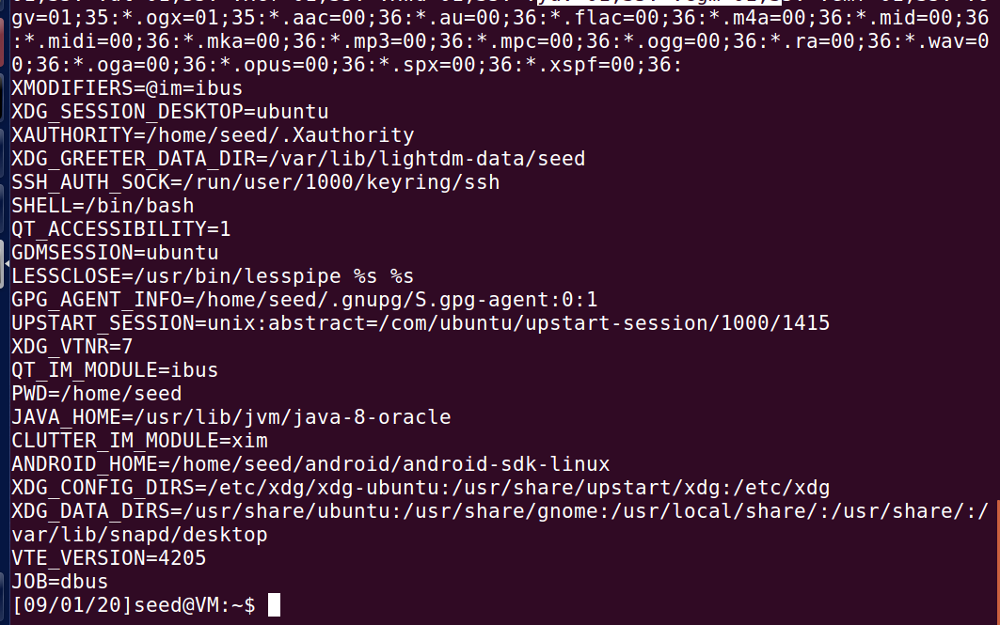 gv=01;35:*.ogx=01;35:*.aac=00;36:*.au=00;36:*.flac=00;36:*.m4a=00;36:*.mid=00;36
:*.midi=00;36:*.mka=00;36:*.mp3=00;36:*.mpc=00;36:*.ogg=00;36:*.ra=00;36:*.wav=0
0;36:*.oga=00;36:*.opus=00;36:*.spx=00;36:*.xspf=00;36:
XMODIFIERS=@im=ibus
XDG_SESSION_DESKTOP=ubuntu
XAUTHORITY=/home/seed/.Xauthority
XDG_GREETER_DATA_DIR=/var/lib/lightdm-data/seed
SSH_AUTH_SOCK=/run/user/1000/keyring/ssh
SHELL=/bin/bash
QT_ACCESSIBILITY=1
GDMSESSION=ubuntu
LESSCLOSE=/usr/bin/lesspipe %s %s
GPG_AGENT_INFO=/home/seed/.gnupg/S.gpg-agent:0:1
UPSTART_SESSION=unix:abstract=/com/ubuntu/upstart-session/1000/1415
XDG_VTNR=7
QT_IM_MODULE=ibus
PWD=/home/seed
JAVA_HOME=/usr/lib/jvm/java-8-oracle
CLUTTER_IM_MODULE=xim
ANDROID_HOME=/home/seed/android/android-sdk-linux
XDG_CONFIG_DIRS=/etc/xdg/xdg-ubuntu:/usr/share/upstart/xdg:/etc/xdg
XDG_DATA_DIRS=/usr/share/ubuntu:/usr/share/gnome:/usr/local/share/:/usr/share/:/
var/lib/snapd/desktop
VTE_VERSION=4205
JOB=dbus
[09/01/20]seed@VM:~$